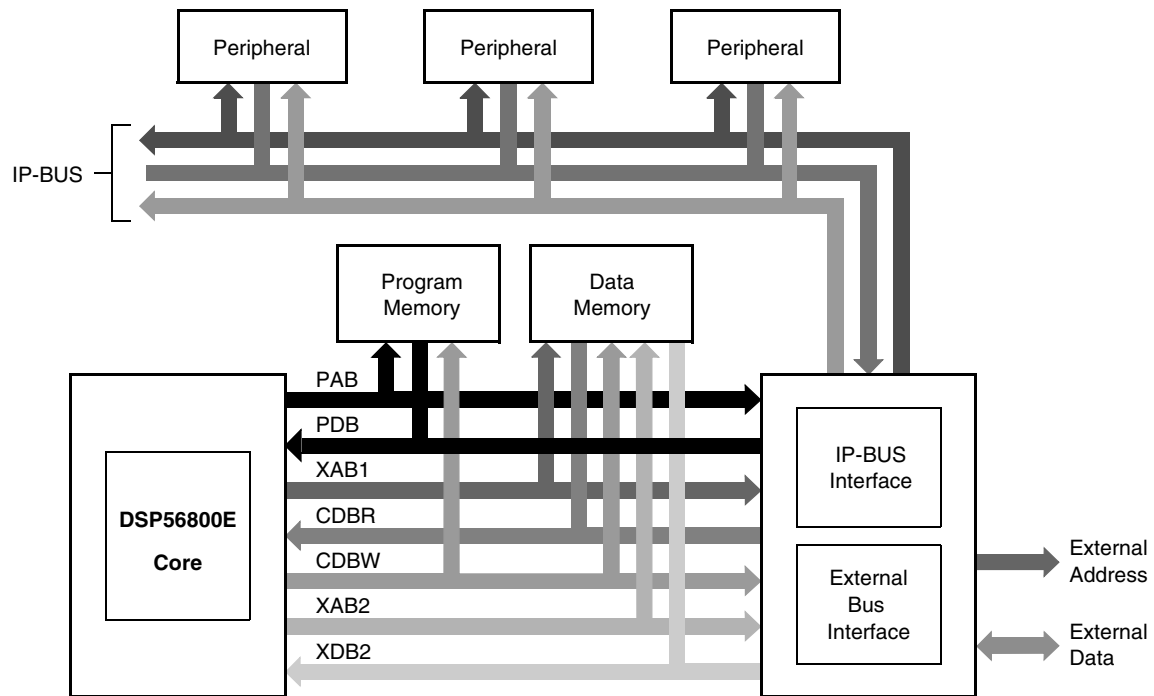 Peripheral
Peripheral
Peripheral
IP-BUS
Program
Memory
Data
Memory
PAB
PDB
XAB1
CDBR
CDBW
XAB2
XDB2
DSP56800E
Core
IP-BUS
Interface
External
Bus
Interface
External
Address
External
Data